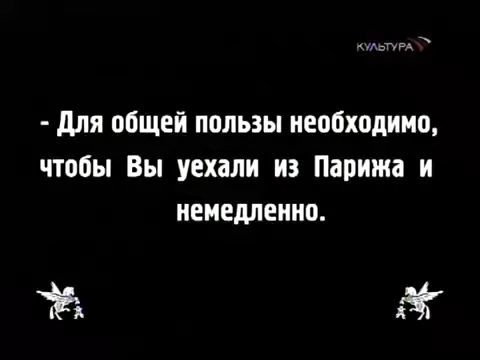 КУЛЬТУРА
- Для общей пользы необходимо,
чтобы Вы уехали из Парижа и
немедленно.